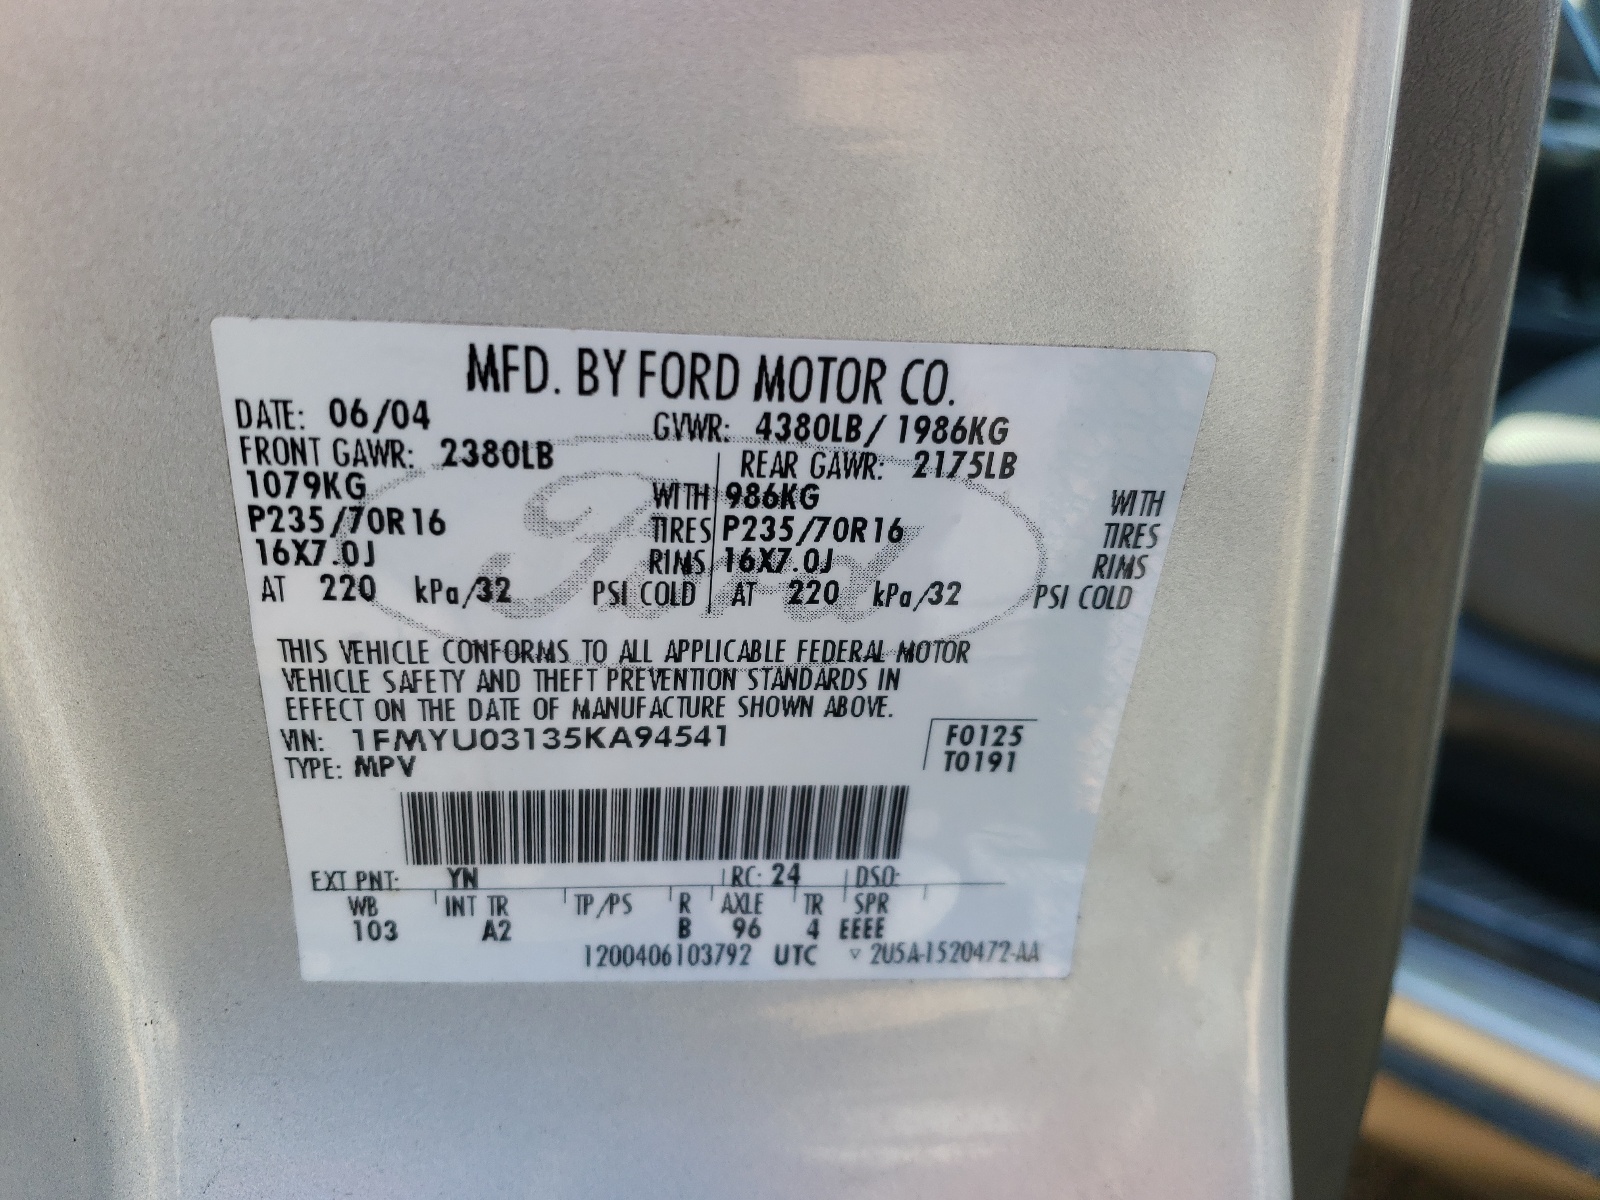 MFD. BY FORD MOTOR CO.
DATE: 06/04 GVWR: 4380LB/ 1986KG
FRONT GAWR: 2380LB REAR GAWR: 2175LB
1079KG WITH 986KG WITH
P235/70R16 TIRES P235/70R16 TIRES
16X7.0J RIMS 16X7.0J RIMS
AT 220 kPa/32 PSI COLD AT 220 kPa/32 PSI COLD
Ford
THIS VEHICLE CONFORMS TO ALL APPLICABLE FEDERAL MOTOR
VEHICLE SAFETY AND THEFT PREVENTION STANDARDS IN
EFFECT ON THE DATE OF MANUFACTURE SHOWN ABOVE.
VIN: 1FMYU03135KA94541 F0125
TYPE: MPV T0191
EXT PNT: YN RC: 24 DSO:
WB INT TR TP/PS R AXLE TR SPR
103 A2 B 96 4 EEEE
1200406103792 UTC ▽ 2U5A-1520472-AA